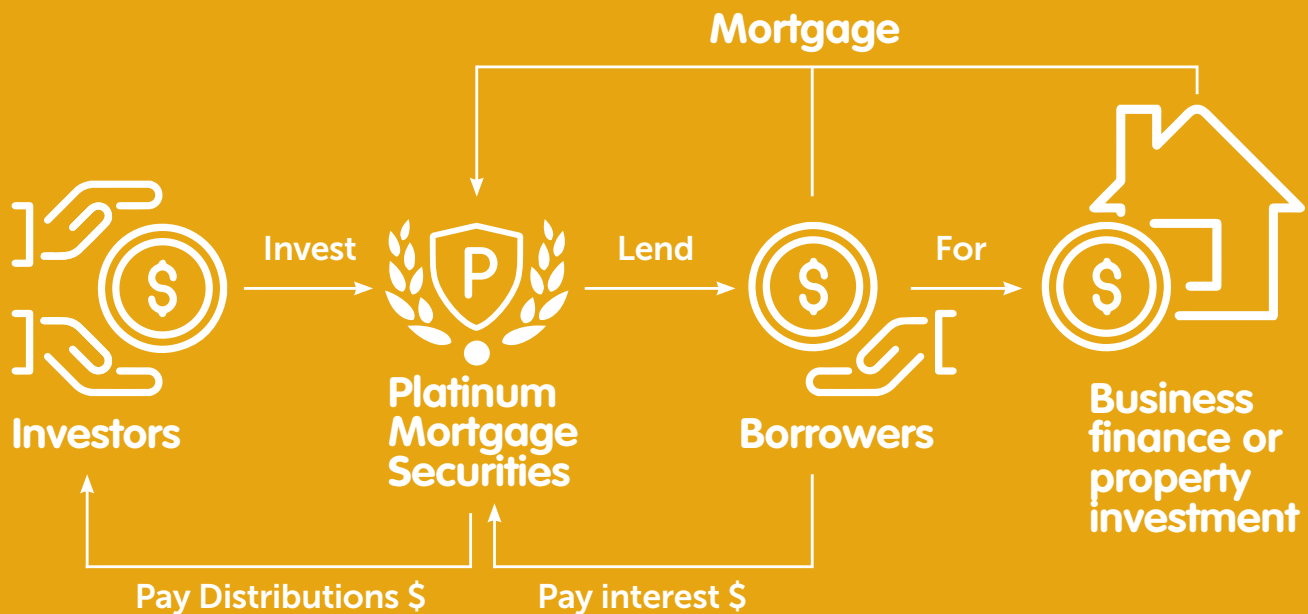 Mortgage
Invest
Lend
For
$
P
$
$
Investors
Platinum
Mortgage
Securities
Borrowers
Business
finance or
property
investment
Pay Distributions $
Pay interest $